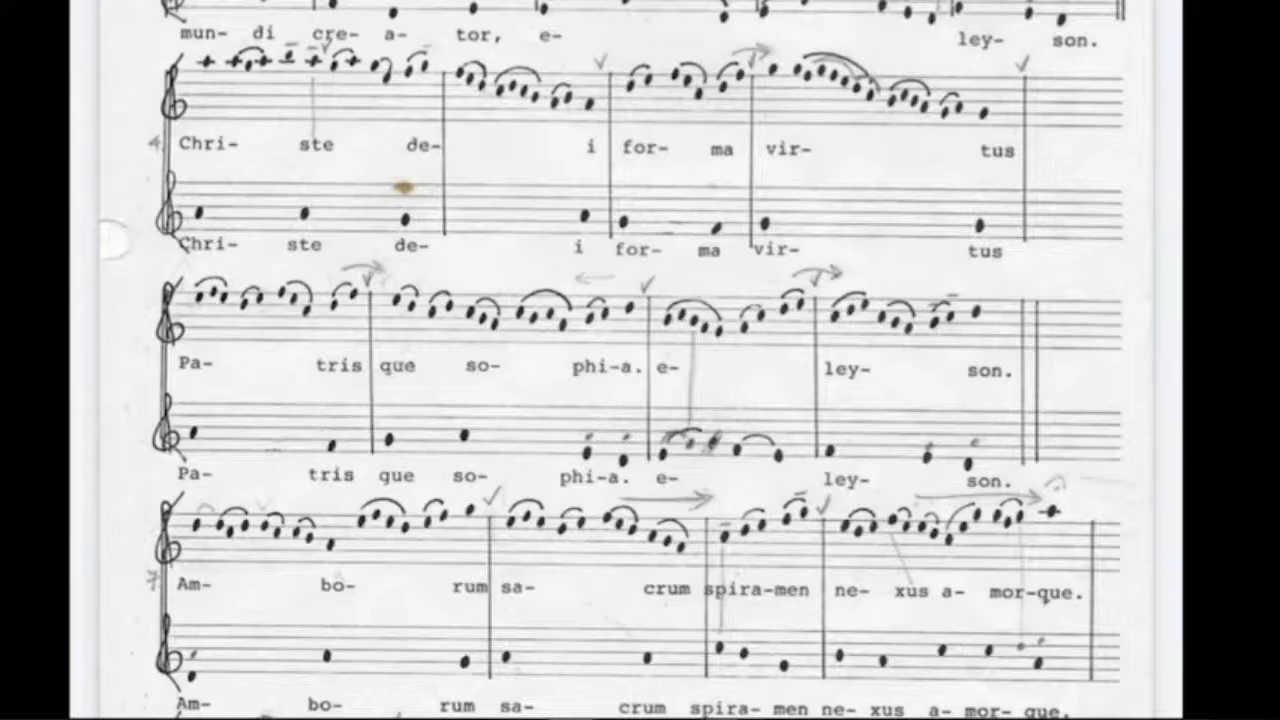 mun- di cre- a- tor, e- ley- son.
4 Chri- ste de- i for- ma vir- tus
Chri- ste de- i for- ma vir- tus
Pa- tris que so- phi-a. e- ley- son.
Pa- tris que so- phi-a. e- ley- son.
7 Am- bo- rum sa- crum spira-men ne- xus a- mor-que.
Am- bo- rum sa- crum spira- men ne- xus a- mor- que.